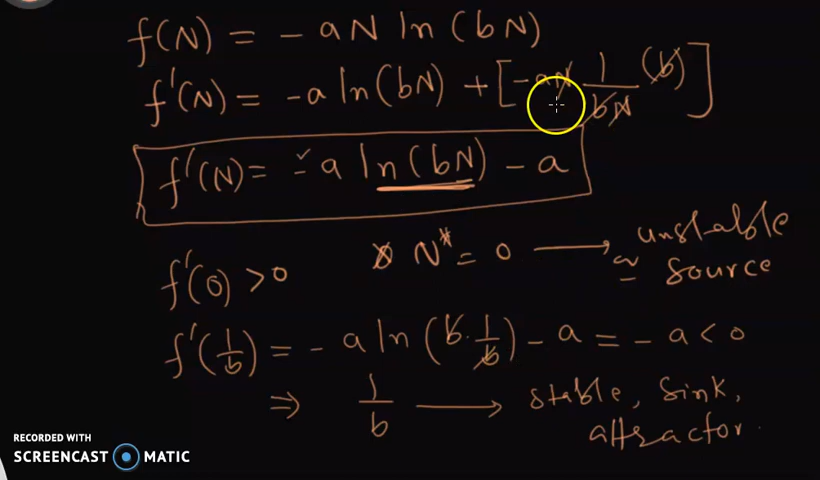 f(N) = - aN ln (bN)
f'(N) = -a ln(bN) + [-aN 1/bN (b)]
f'(N) = - a ln(bN) - a
f'(0) >0 N* = 0 → unstable
≃ source
f'(1/b) = - a ln (b. 1/b) - a = - a < 0
⇒ 1/b → stable, sink,
attractor.
RECORDED WITH
SCREENCAST MATIC